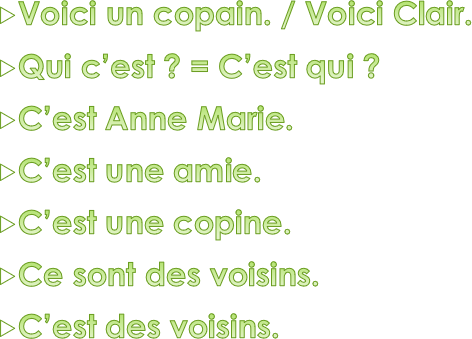 ▷Voici un copain. / Voici Clair.
▷Qui c’est ? = C’est qui ?
▷C’est Anne Marie.
▷C’est une amie.
▷C’est une copine.
▷Ce sont des voisins.
▷C’est des voisins.